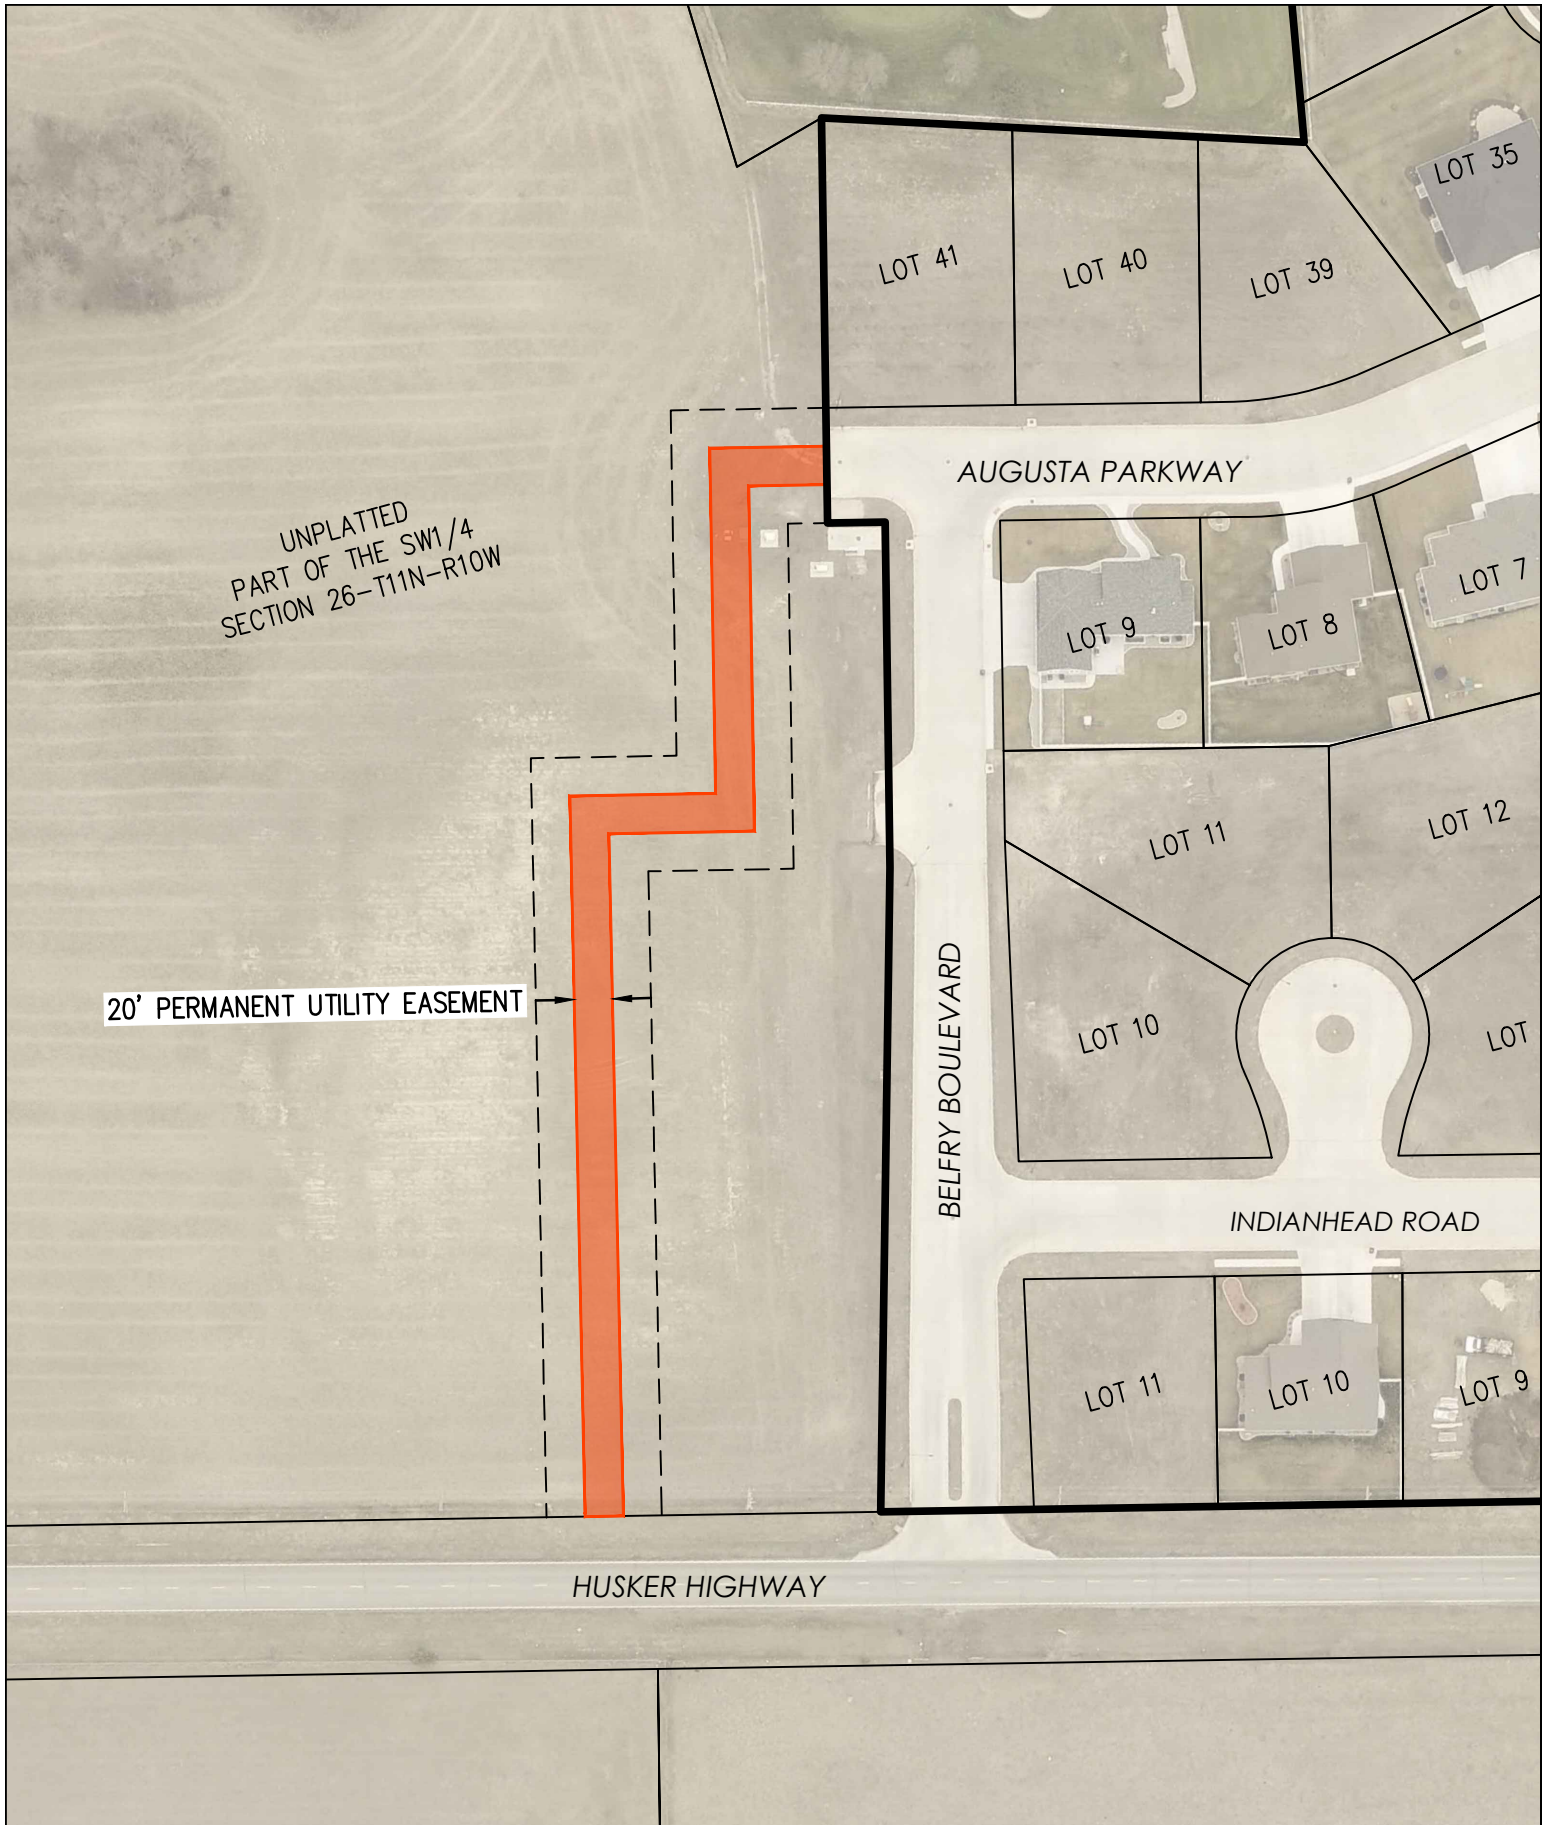 LOT 35
LOT 41
LOT 40
LOT 39
AUGUSTA PARKWAY
UNPLATTED
PART OF THE SW1/4
SECTION 26-T11N-R10W
LOT 9
LOT 8
LOT 7
LOT 11
LOT 12
20' PERMANENT UTILITY EASEMENT
BELFRY BOULEVARD
LOT 10
LOT
INDIANHEAD ROAD
LOT 11
LOT 10
LOT 9
HUSKER HIGHWAY